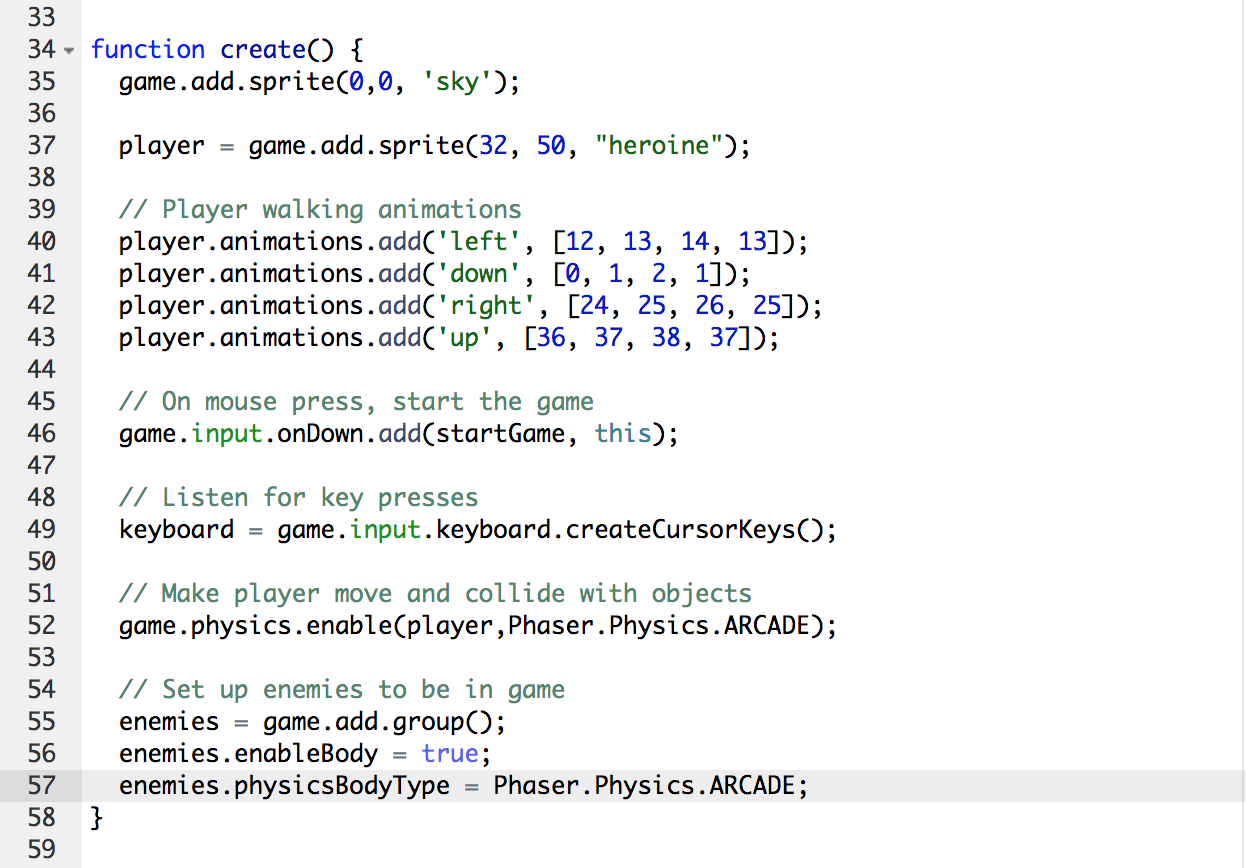 33
34 function create() {
35   game.add.sprite(0,0, 'sky');
36
37   player = game.add.sprite(32, 50, "heroine");
38
39   // Player walking animations
40   player.animations.add('left', [12, 13, 14, 13]);
41   player.animations.add('down', [0, 1, 2, 1]);
42   player.animations.add('right', [24, 25, 26, 25]);
43   player.animations.add('up', [36, 37, 38, 37]);
44
45   // On mouse press, start the game
46   game.input.onDown.add(startGame, this);
47
48   // Listen for key presses
49   keyboard = game.input.keyboard.createCursorKeys();
50
51   // Make player move and collide with objects
52   game.physics.enable(player,Phaser.Physics.ARCADE);
53
54   // Set up enemies to be in game
55   enemies = game.add.group();
56   enemies.enableBody = true;
57   enemies.physicsBodyType = Phaser.Physics.ARCADE;
58 }
59